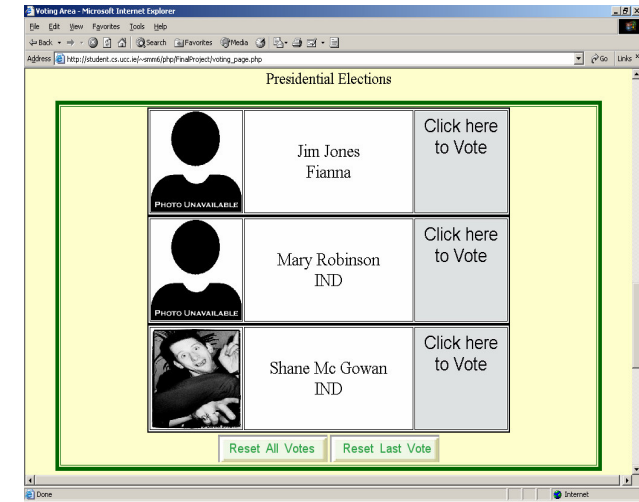 Voting Area - Microsoft Internet Explorer
File Edit View Favorites Tools Help
Back Search Favorites Media
Address http://student.cs.ucc.ie/~smm6/php/FinalProject/voting_page.php Go Links
Presidential Elections
Jim Jones
Fianna
Click here
to Vote
PHOTO UNAVAILABLE
Mary Robinson
IND
Click here
to Vote
PHOTO UNAVAILABLE
Shane Mc Gowan
IND
Click here
to Vote
Reset All Votes Reset Last Vote
Done Internet